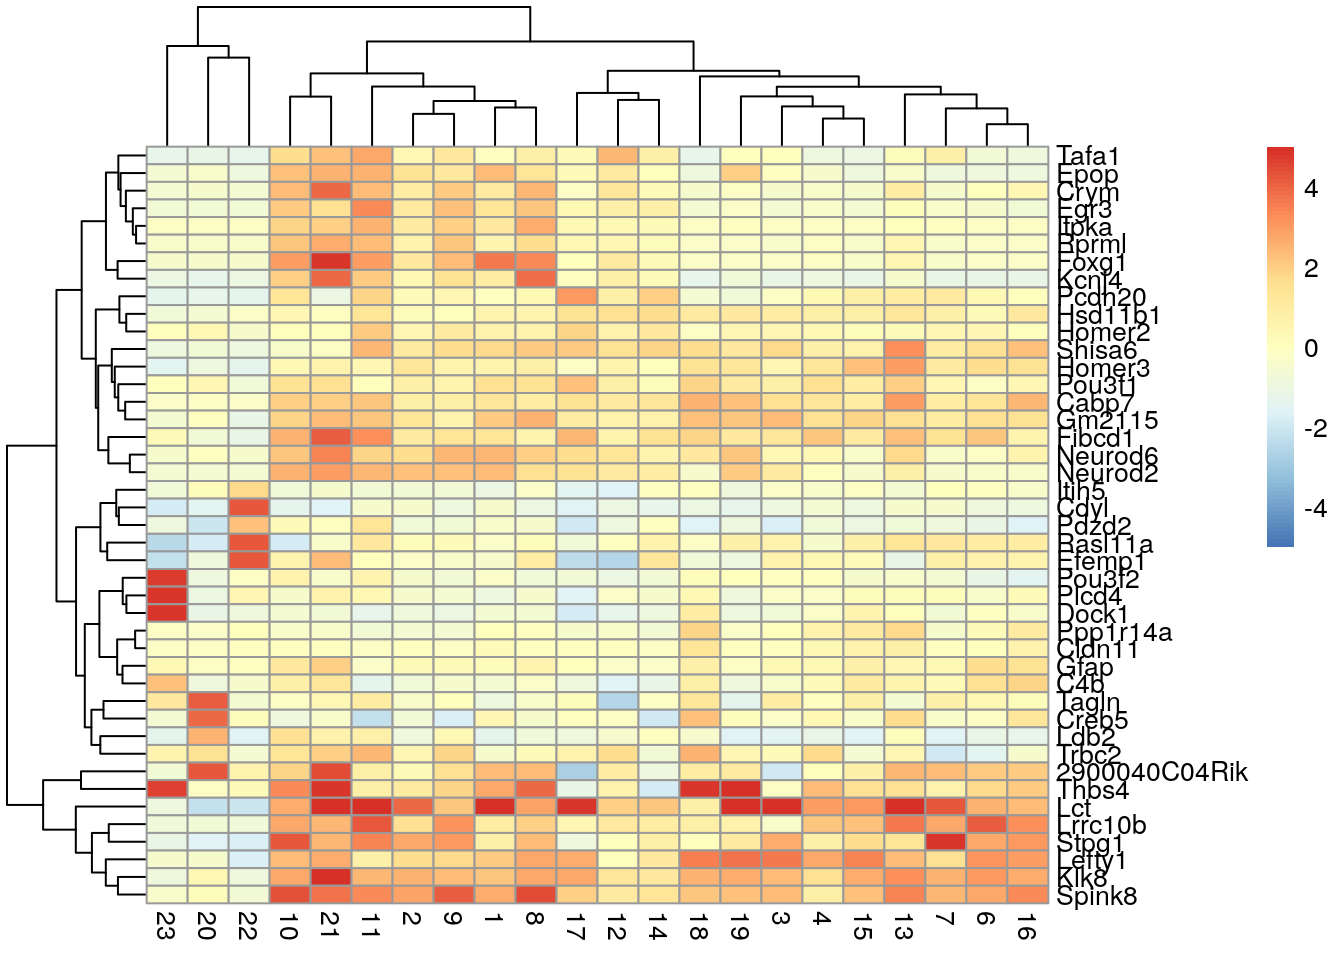 Tafa1
Epop
Crym
Egr3
Itpka
Rprml
Foxg1
Kcnj4
Pcdh20
Hsd11b1
Homer2
Shisa6
Homer3
Pou3f1
Cabp7
Gm2115
Fibcd1
Neurod6
Neurod2
Itih5
Cdyl
Pdzd2
Rasl11a
Efemp1
Pou3f2
Plcd4
Dock1
Ppp1r14a
Cldn11
Gfap
C4b
Tagln
Creb5
Ldb2
Trbc2
2900040C04Rik
Thbs4
Lct
Lrrc10b
Stpg1
Lefty1
Klk8
Spink8
23 20 22 10 21 11 2 9 1 8 17 12 14 18 19 3 4 15 13 7 6 16
4
2
0
-2
-4